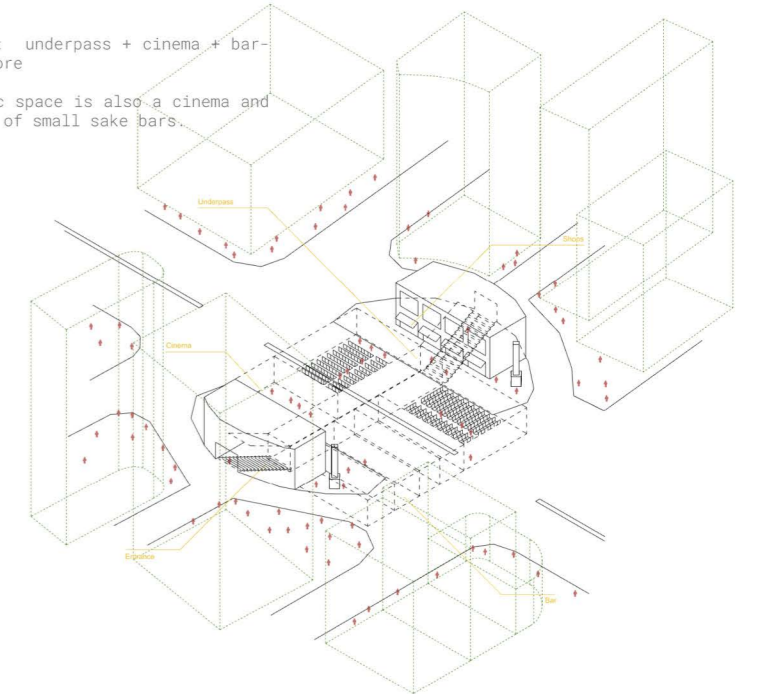 : underpass + cinema + bar-
ore
c space is also a cinema and
of small sake bars.
Underpass
Shops
Cinema
Entrance
Bar